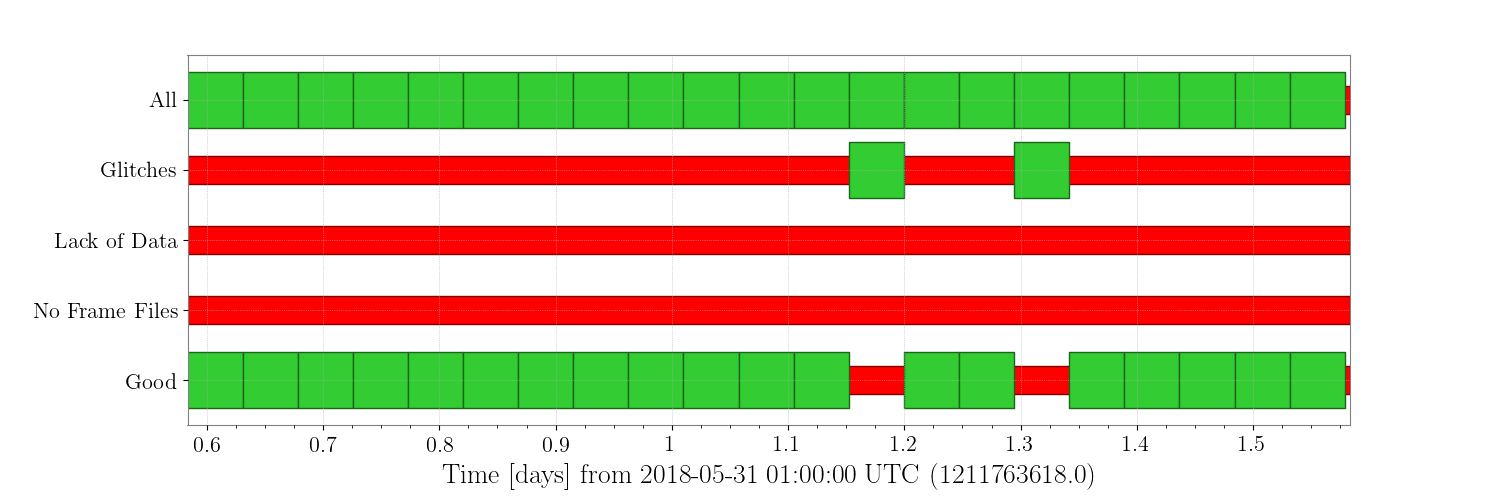 All
Glitches
Lack of Data
No Frame Files
Good
0.6 0.7 0.8 0.9 1 1.1 1.2 1.3 1.4 1.5
Time [days] from 2018-05-31 01:00:00 UTC (1211763618.0)